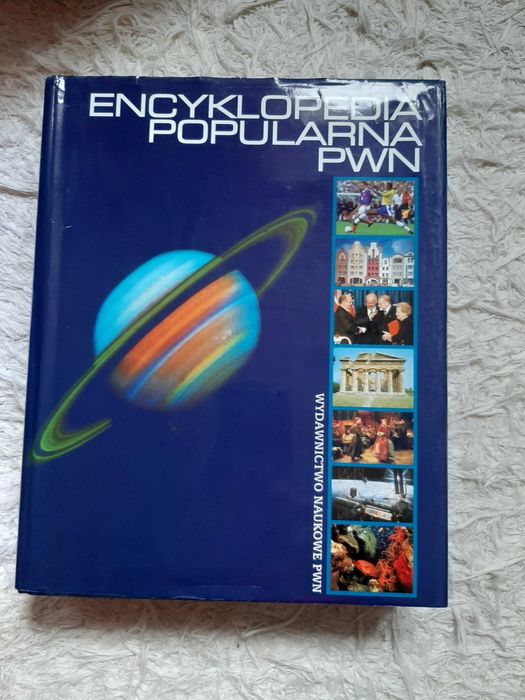 ENCYKLOPEDIA
POPULARNA
PWN
WYDAWNICTWO NAUKOWE PWN